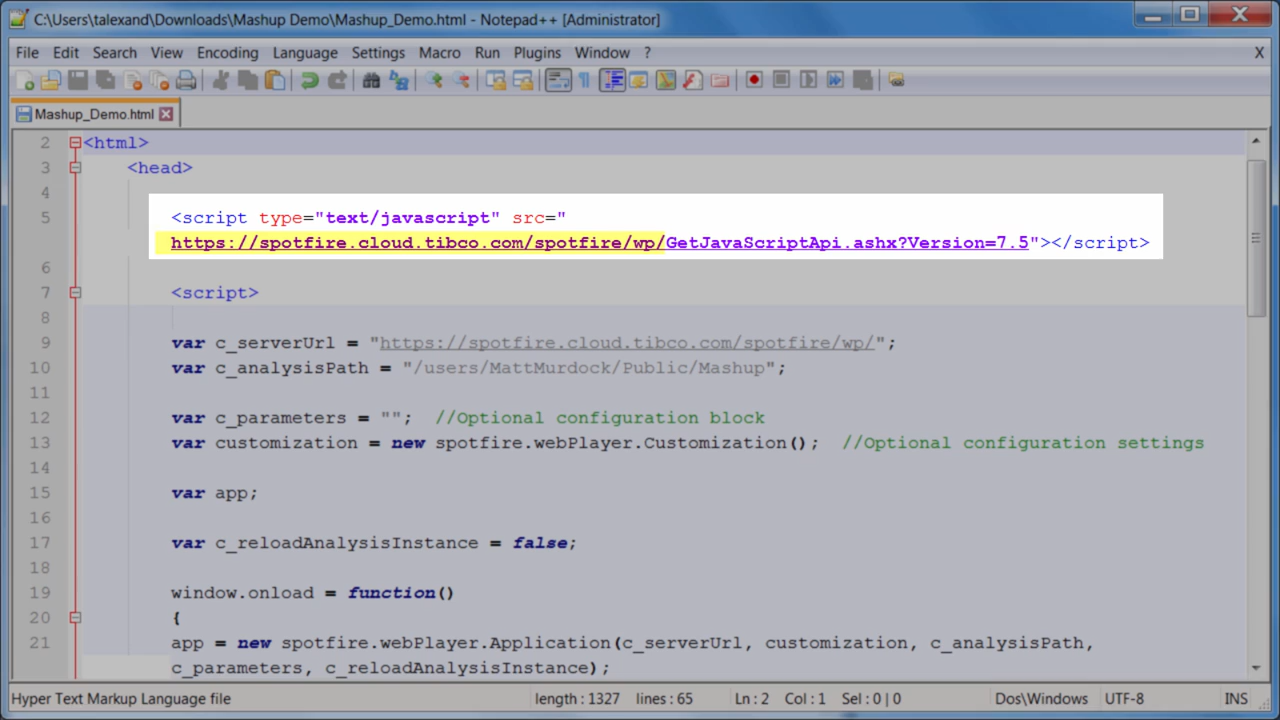 C:\Users\talexand\Downloads\Mashup Demo\Mashup_Demo.html - Notepad++ [Administrator]
File Edit Search View Encoding Language Settings Macro Run Plugins Window ? X
Mashup_Demo.html
2 <html>
3 <head>
4
5 <script type="text/javascript" src="
https://spotfire.cloud.tibco.com/spotfire/wp/GetJavaScriptApi.ashx?Version=7.5"></script>
6
7 <script>
8
9 var c_serverUrl = "https://spotfire.cloud.tibco.com/spotfire/wp/";
10 var c_analysisPath = "/users/MattMurdock/Public/Mashup";
11
12 var c_parameters = ""; //Optional configuration block
13 var customization = new spotfire.webPlayer.Customization(); //Optional configuration settings
14
15 var app;
16
17 var c_reloadAnalysisInstance = false;
18
19 window.onload = function()
20 {
21 app = new spotfire.webPlayer.Application(c_serverUrl, customization, c_analysisPath,
c_parameters, c_reloadAnalysisInstance);
Hyper Text Markup Language file length : 1327 lines : 65 Ln : 2 Col : 1 Sel : 0 | 0 Dos\Windows UTF-8 INS